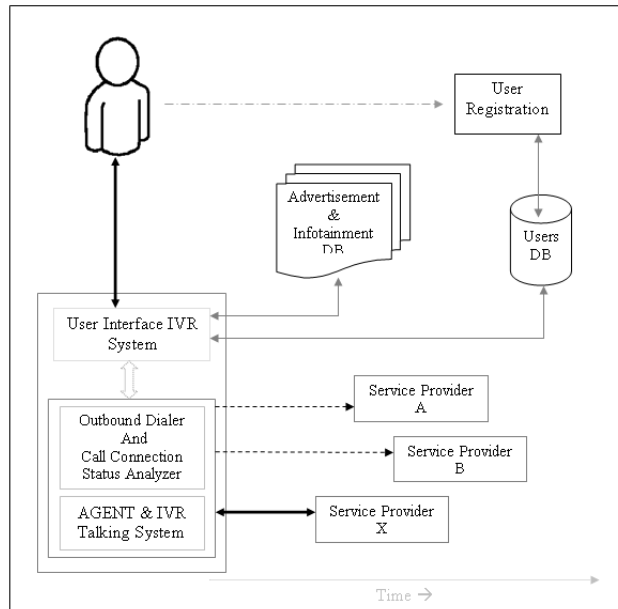 User
Registration
Advertisement
&
Infotainment
DB
Users
DB
User Interface IVR
System
Service Provider
A
Outbound Dialer
And
Call Connection
Status Analyzer
Service Provider
B
AGENT & IVR
Talking System
Service Provider
X
Time →